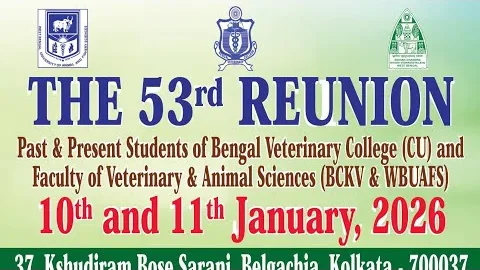 THE 53rd REUNION
Past & Present Students of Bengal Veterinary College (CU) and
Faculty of Veterinary & Animal Sciences (BCKV & WBUAFS)
10th and 11th January, 2026
37, Kshudiram Bose Sarani, Belgachia, Kolkata - 700037